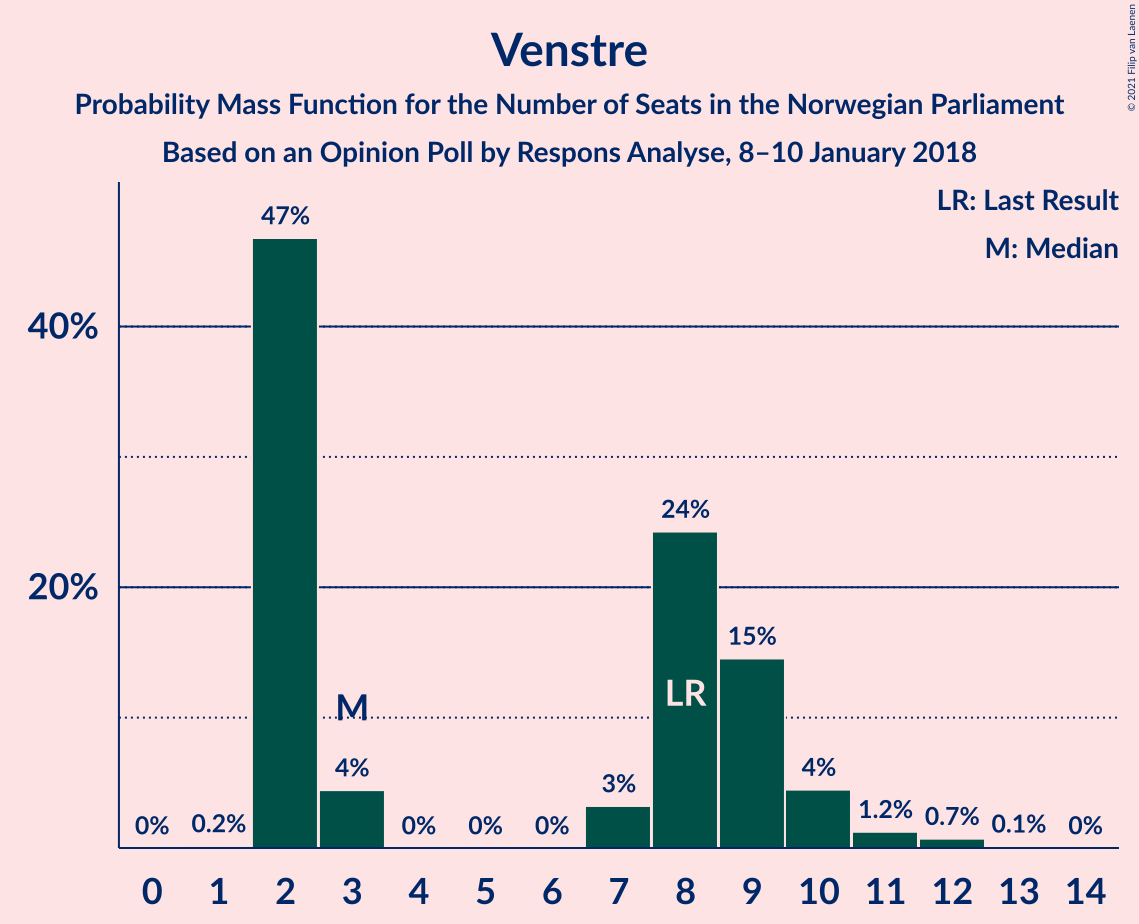 Venstre
Probability Mass Function for the Number of Seats in the Norwegian Parliament
Based on an Opinion Poll by Respons Analyse, 8–10 January 2018
© 2021 Filip van Laenen
LR: Last Result
M: Median
40%
20%
0%
0.2%
47%
4%
M
0%
0%
0%
3%
24%
LR
15%
4%
1.2%
0.7%
0.1%
0%
0 1 2 3 4 5 6 7 8 9 10 11 12 13 14